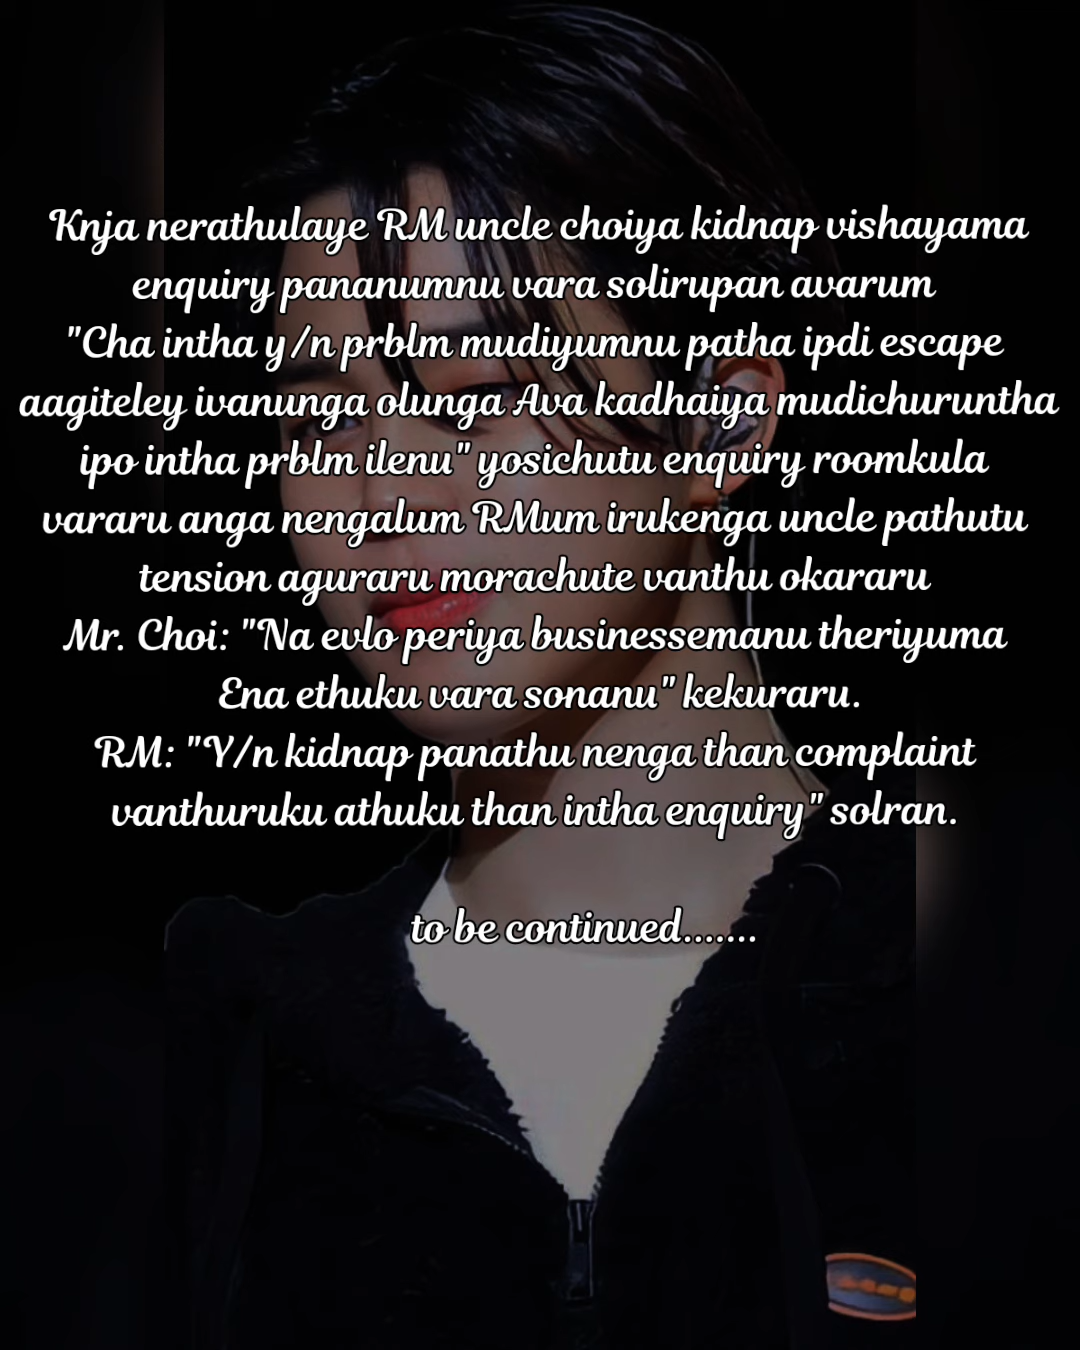 Knja nerathulaye RM uncle choiya kidnap vishayama
enquiry pananumnu vara solirupan avarum
"Cha intha y/n prblm mudiyumnu patha ipdi escape
aagiteley ivanunga olunga Ava kadhaiya mudichuruntha
ipo intha prblm ilenu" yosichutu enquiry roomkula
vararu anga nengalum RMum irukenga uncle pathutu
tension aguraru morachute vanthu okararu
Mr. Choi: "Na evlo periya businessemanu theriyuma
Ena ethuku vara sonanu" kekuraru.
RM: "Y/n kidnap panathu nenga than complaint
vanthuruku athuku than intha enquiry" solran.
to be continued.......